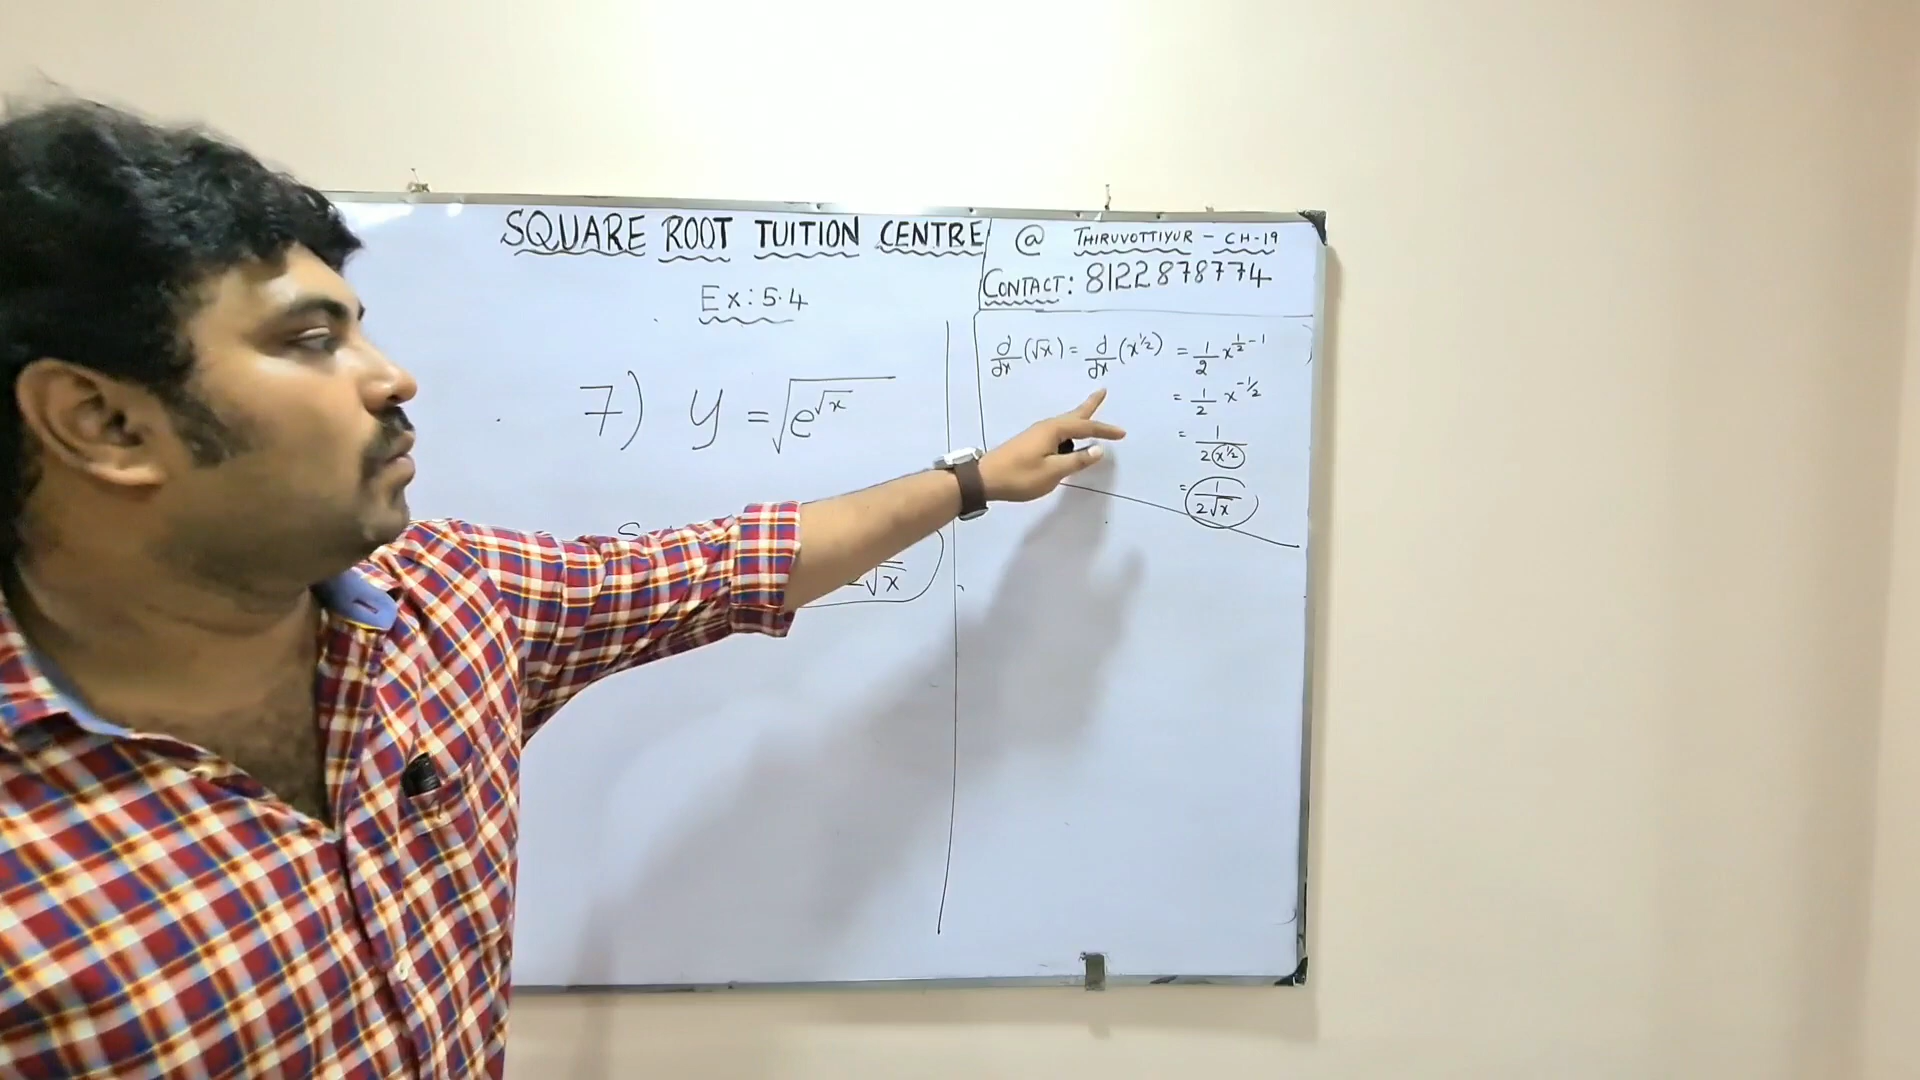 SQUARE ROOT TUITION CENTRE @ THIRUVOTTIYUR - CH-19
CONTACT: 8122878774
Ex: 5.4
7) y = √(e^√x)
√x
d/dx (√x) = d/dx (x^1/2) = 1/2 x^(1/2 - 1)
= 1/2 x^-1/2
= 1/(2 x^1/2)
= 1/(2√x)